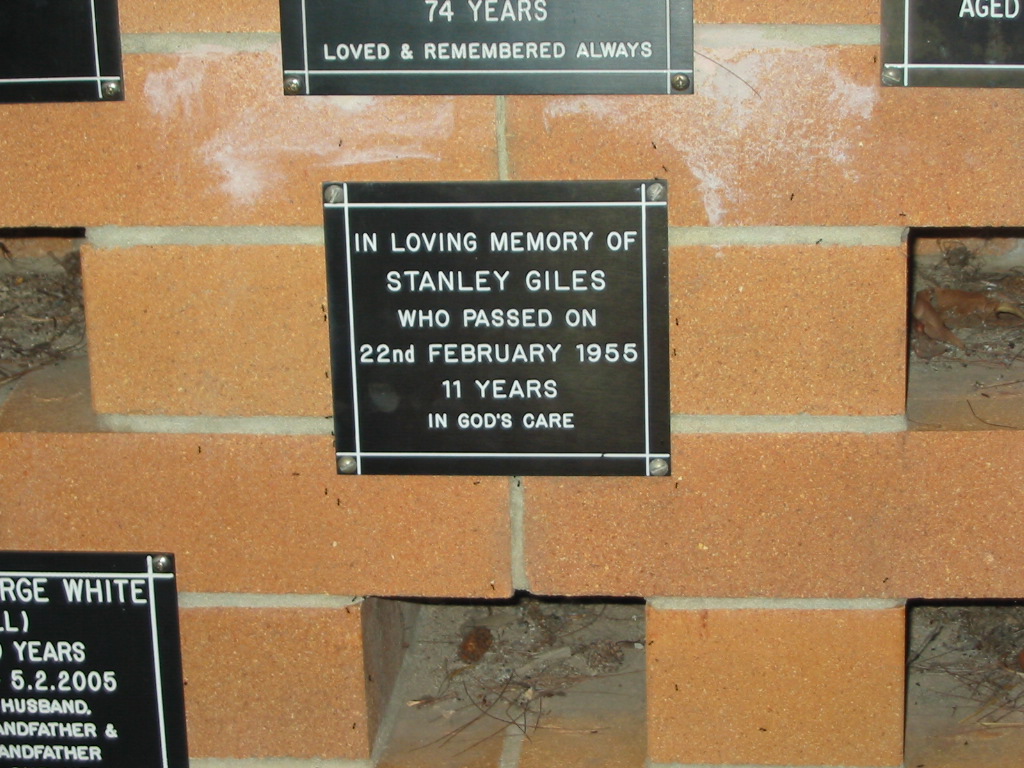 74 YEARS
LOVED & REMEMBERED ALWAYS
AGED
IN LOVING MEMORY OF
STANLEY GILES
WHO PASSED ON
22nd FEBRUARY 1955
11 YEARS
IN GOD'S CARE
RGE WHITE
LL)
YEARS
5.2.2005
HUSBAND,
ANDFATHER &
ANDFATHER